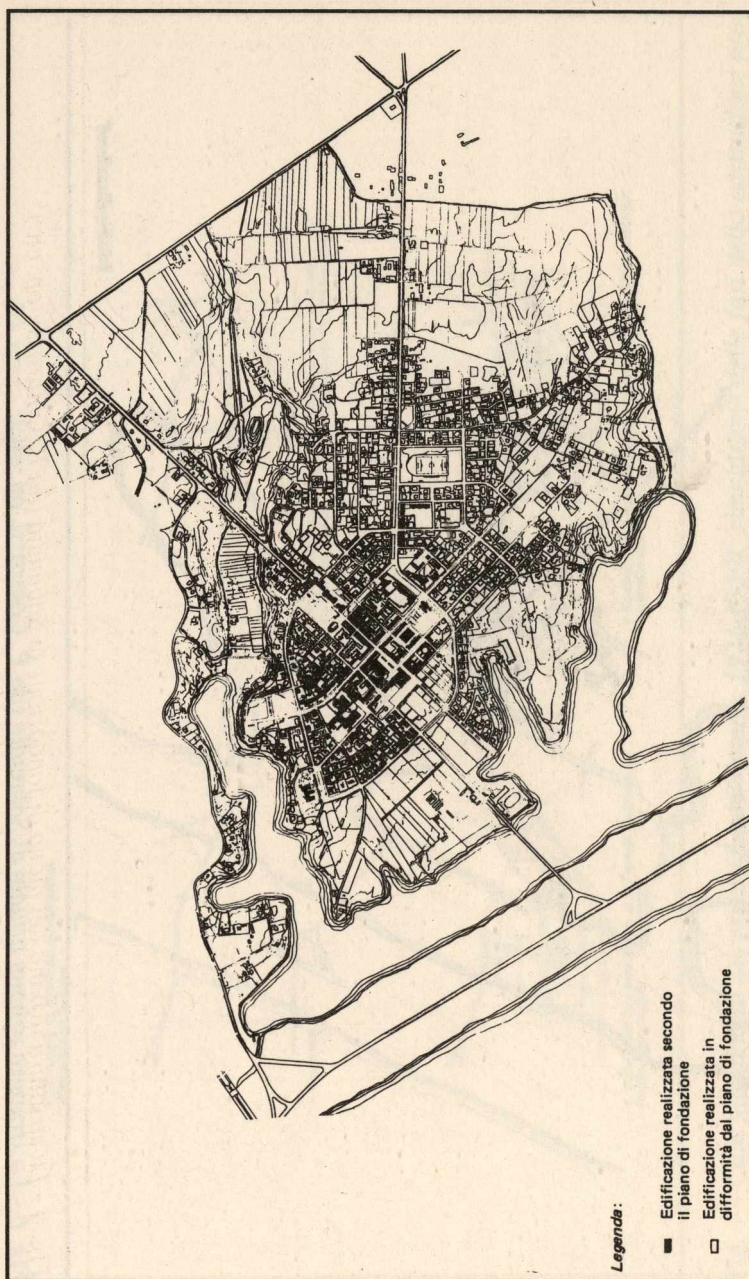 Legenda:
Edificazione realizzata secondo
il piano di fondazione
Edificazione realizzata in
difformità dal piano di fondazione